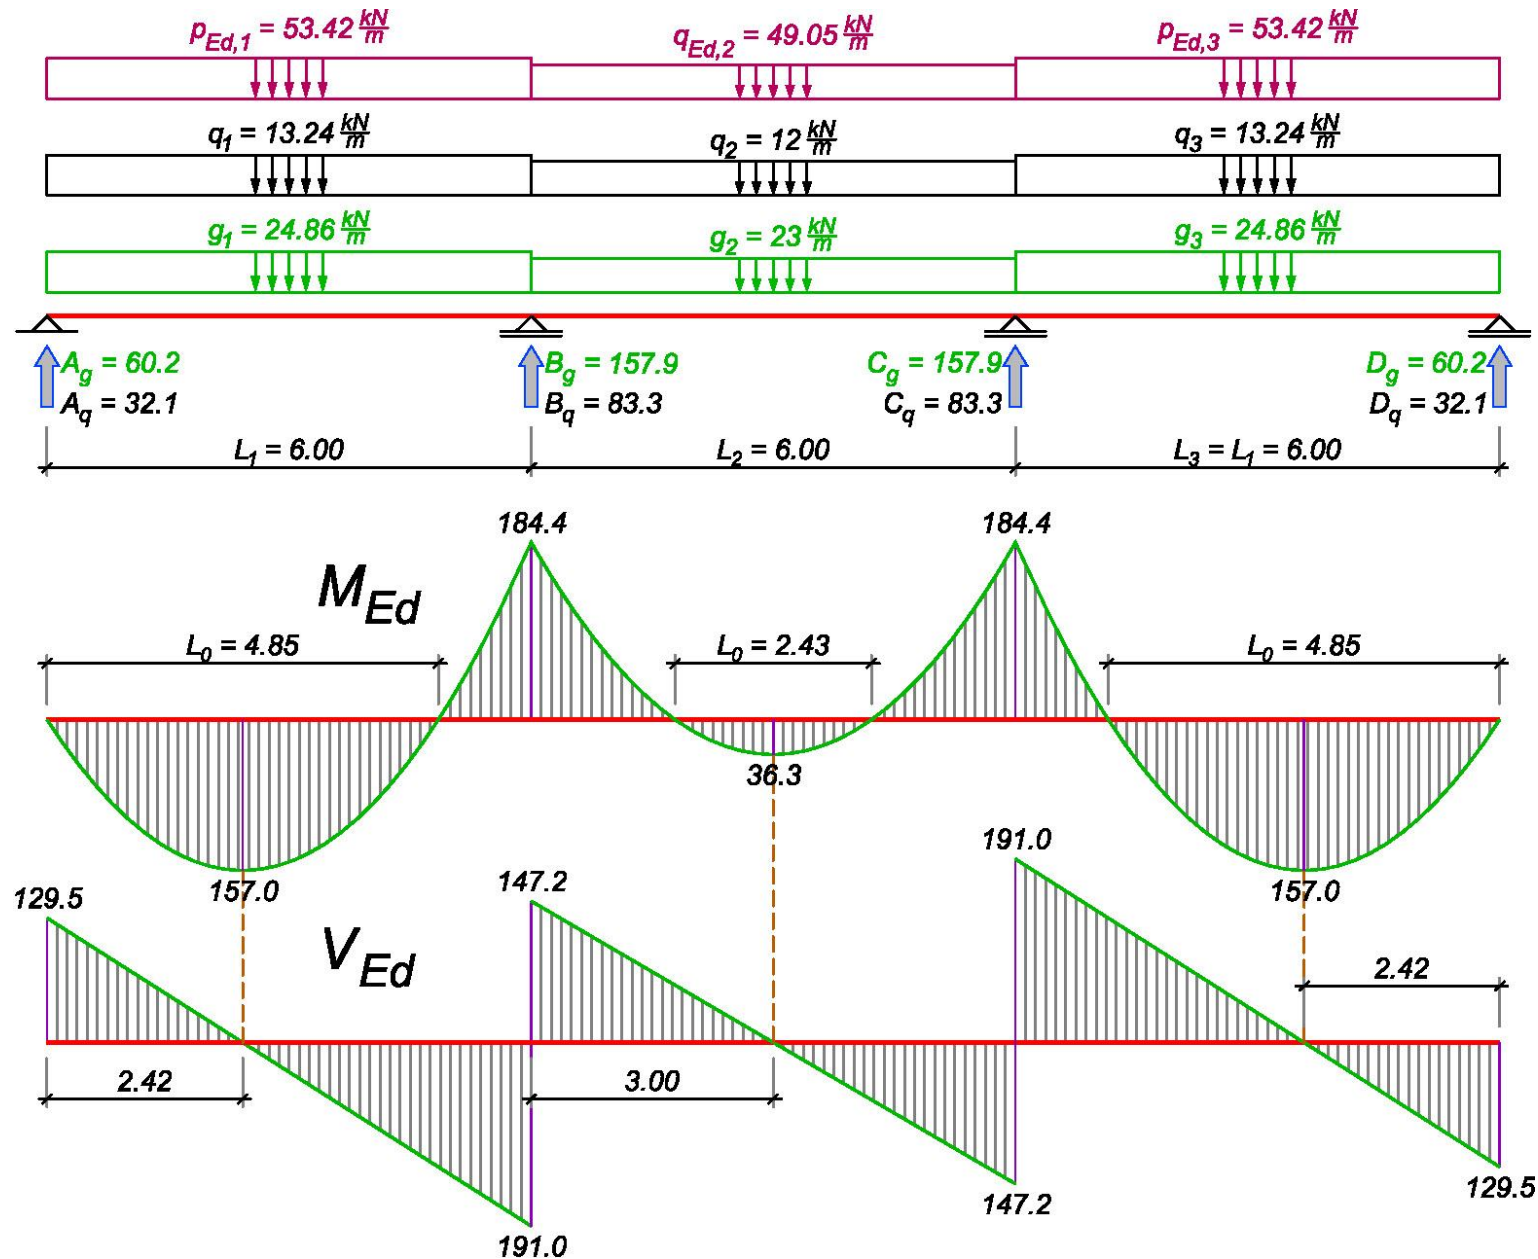 p_Ed,1 = 53.42 kN/m
q_Ed,2 = 49.05 kN/m
p_Ed,3 = 53.42 kN/m
q_1 = 13.24 kN/m
q_2 = 12 kN/m
q_3 = 13.24 kN/m
g_1 = 24.86 kN/m
g_2 = 23 kN/m
g_3 = 24.86 kN/m
A_g = 60.2
B_g = 157.9
C_g = 157.9
D_g = 60.2
A_q = 32.1
B_q = 83.3
C_q = 83.3
D_q = 32.1
L_1 = 6.00
L_2 = 6.00
L_3 = L_1 = 6.00
184.4
184.4
M_Ed
L_0 = 4.85
L_0 = 2.43
L_0 = 4.85
36.3
157.0
157.0
129.5
147.2
191.0
V_Ed
2.42
2.42
3.00
191.0
147.2
129.5